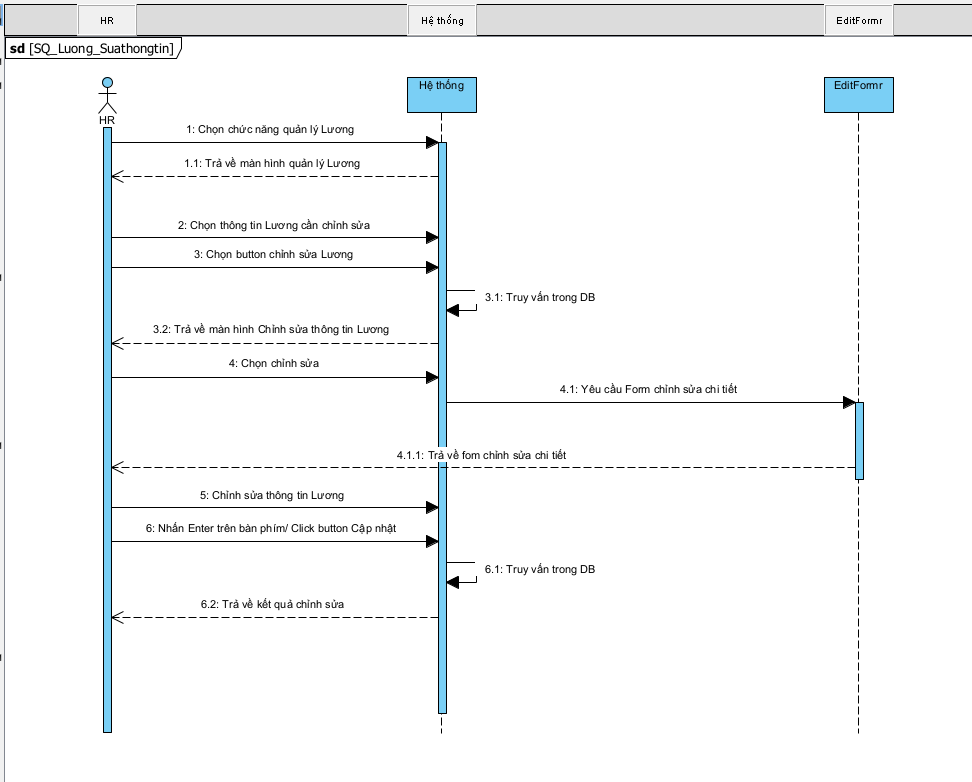 HR
Hệ thống
EditFormr
sd [SQ_Luong_Suathongtin]
Hệ thống
EditFormr
HR
1: Chọn chức năng quản lý Lương
1.1: Trả về màn hình quản lý Lương
2: Chọn thông tin Lương cần chỉnh sửa
3: Chọn button chỉnh sửa Lương
3.1: Truy vấn trong DB
3.2: Trả về màn hình Chỉnh sửa thông tin Lương
4: Chọn chỉnh sửa
4.1: Yêu cầu Form chỉnh sửa chi tiết
4.1.1: Trả về fom chỉnh sửa chi tiết
5: Chỉnh sửa thông tin Lương
6: Nhấn Enter trên bàn phím/ Click button Cập nhật
6.1: Truy vấn trong DB
6.2: Trả về kết quả chỉnh sửa